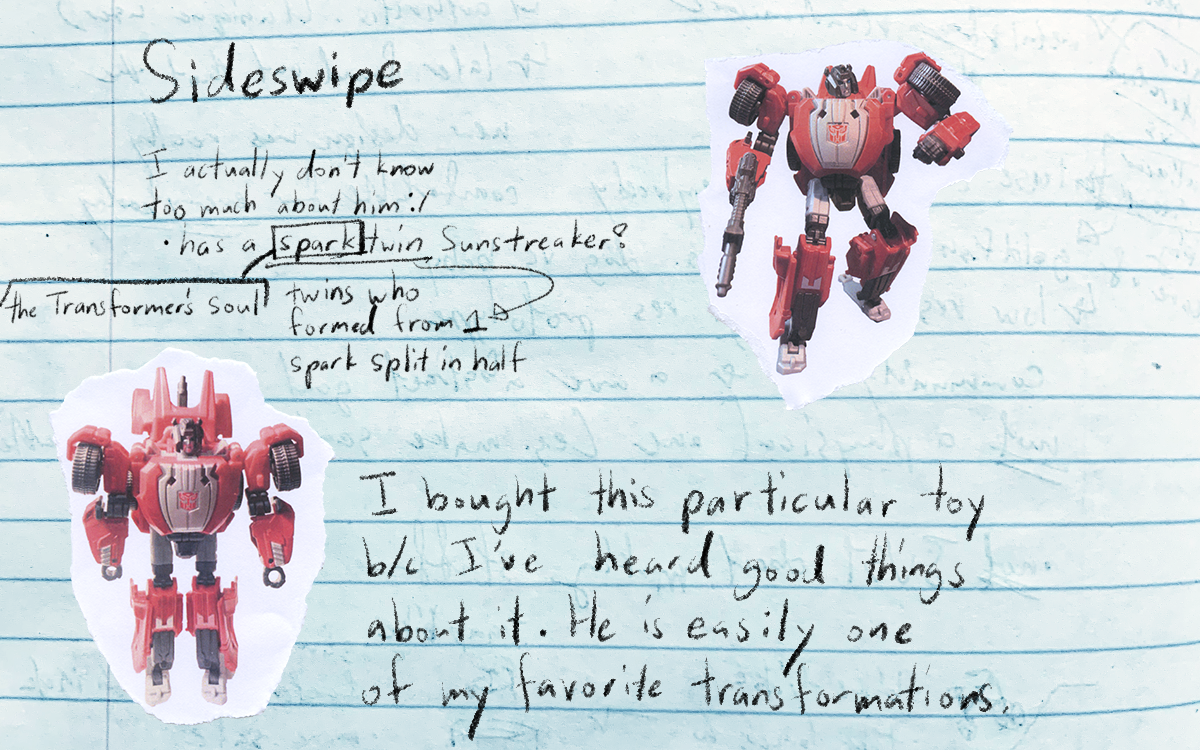 Sideswipe
I actually don't know
too much about him :/
· has a spark twin Sunstreaker?
the Transformer's soul
twins who
formed from 1
spark split in half
I bought this particular toy
b/c I've heard good things
about it. He is easily one
of my favorite transformations.